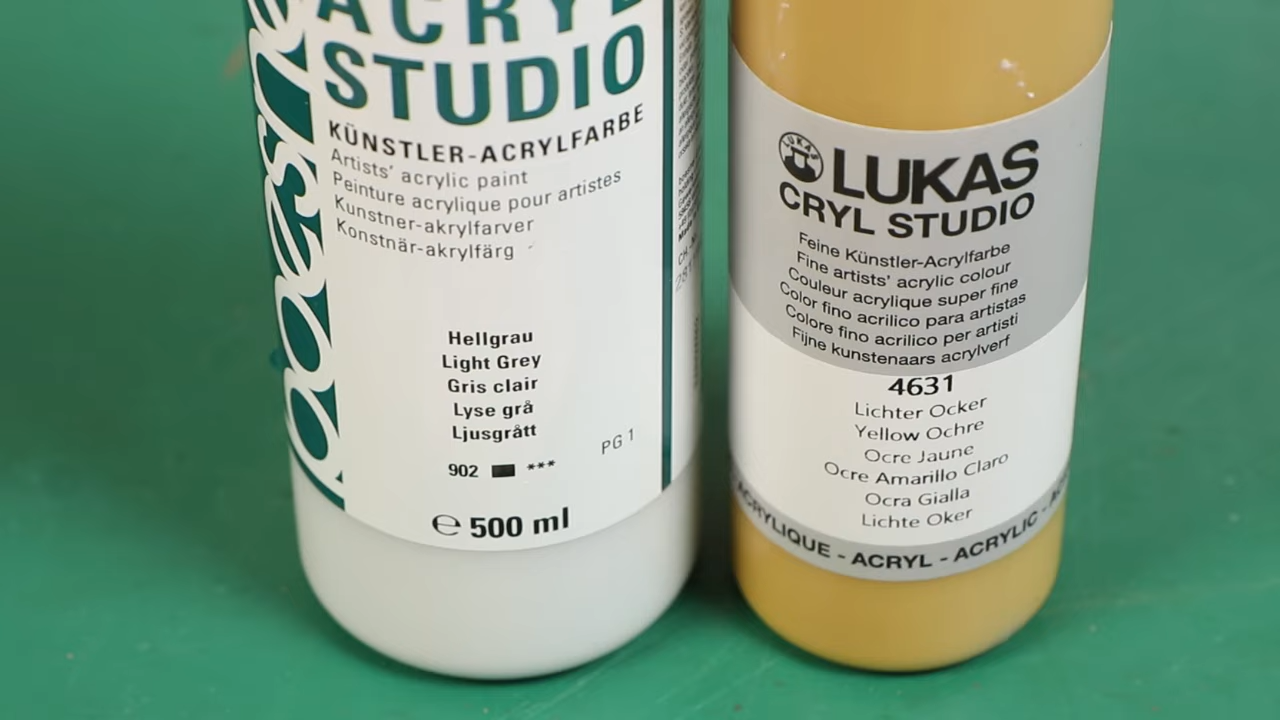 boesner
ACRYL
STUDIO
KÜNSTLER-ACRYLFARBE
Artists' acrylic paint
Peinture acrylique pour artistes
Kunstner-akrylfarver
Konstnär-akrylfärg
Hellgrau
Light Grey
Gris clair
Lyse grå
Ljusgrått
PG 1
902 ***
℮ 500 ml
LUKAS
LUKAS
CRYL STUDIO
Feine Künstler-Acrylfarbe
Fine artists' acrylic colour
Couleur acrylique super fine
Color fino acrilico para artistas
Colore fino acrilico per artisti
Fijne kunstenaars acrylverf
4631
Lichter Ocker
Yellow Ochre
Ocre Jaune
Ocre Amarillo Claro
Ocra Gialla
Lichte Oker
ACRYLIQUE - ACRYL - ACRYLIC -